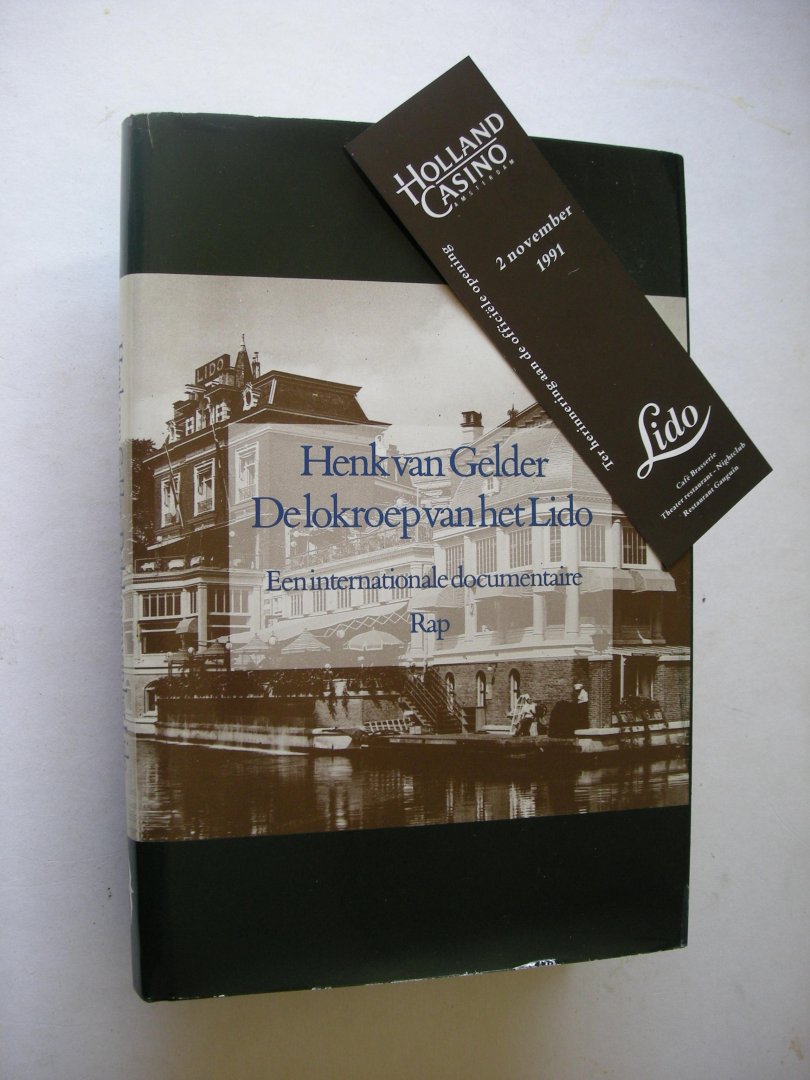 HOLLAND
CASINO
AMSTERDAM
2 november
1991
Ter herinnering aan de officiële opening
Lido
Café Brasserie
Theater restaurant - Nightclub
Restaurant Gauguin
LIDO
Henk van Gelder
De lokroep van het Lido
Een internationale documentaire
Rap